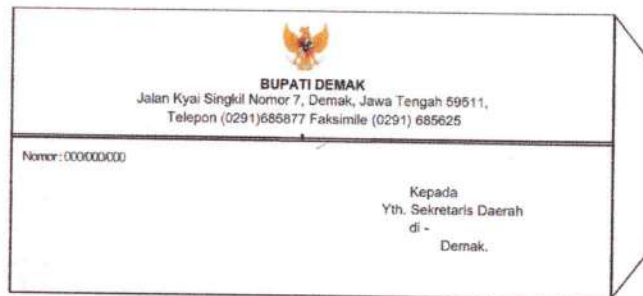 BUPATI DEMAK
Jalan Kyai Singkil Nomor 7, Demak, Jawa Tengah 59511,
Telepon (0291)685877 Faksimile (0291) 685625
Nomor : 000/000/000
Kepada
Yth. Sekretaris Daerah
di -
Demak.